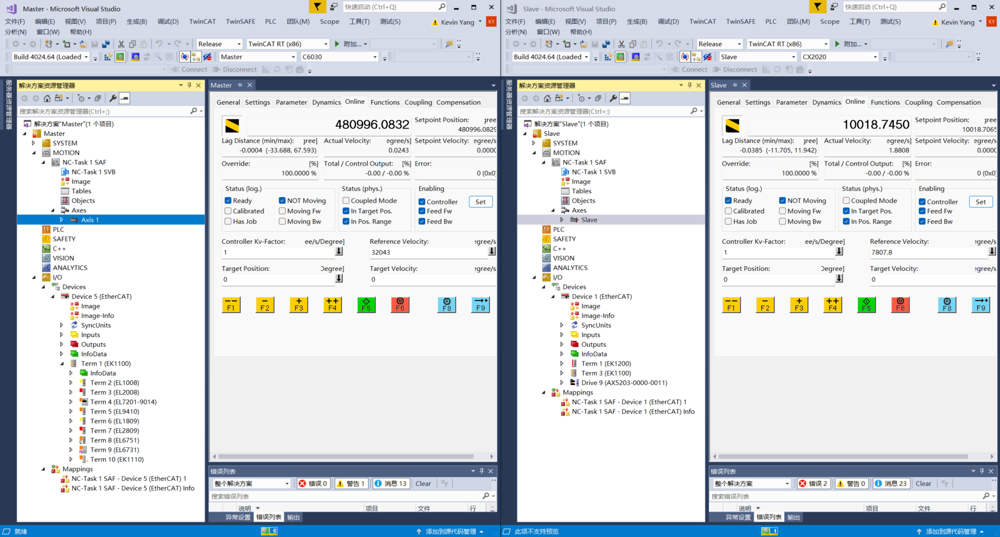 Master - Microsoft Visual Studio
快速启动 (Ctrl+Q)
文件(F) 编辑(E) 视图(V) 项目(P) 生成(B) 调试(D) TwinCAT TwinSAFE PLC 团队(M) Scope 工具(T) 测试(S) Kevin Yang KY
分析(N) 窗口(W) 帮助(H)
Release TwinCAT RT (x86) 附加...
Build 4024.64 (Loaded Master C6030
Connect Disconnect
服务器资源管理器
解决方案资源管理器
搜索解决方案资源管理器(Ctrl+;)
解决方案"Master"(1 个项目)
Master
SYSTEM
MOTION
NC-Task 1 SAF
NC-Task 1 SVB
Image
Tables
Objects
Axes
Axis 1
PLC
SAFETY
C++
VISION
ANALYTICS
I/O
Devices
Device 5 (EtherCAT)
Image
Image-Info
SyncUnits
Inputs
Outputs
InfoData
Term 1 (EK1100)
InfoData
Term 2 (EL1008)
Term 3 (EL2008)
Term 4 (EL7201-9014)
Term 5 (EL9410)
Term 6 (EL1809)
Term 7 (EL2809)
Term 8 (EL6751)
Term 9 (EL6731)
Term 10 (EK1110)
Mappings
NC-Task 1 SAF - Device 5 (EtherCAT) 1
NC-Task 1 SAF - Device 5 (EtherCAT) Info
Master
General Settings Parameter Dynamics Online Functions Coupling Compensation
480996.0832 Setpoint Position: ȷree
480996.0829
Lag Distance (min/max): ȷree] Actual Velocity: egree/s] Setpoint Velocity: egree/s
-0.0004 (-33.688, 67.593) 0.0243 0.0000
Override: [%] Total / Control Output: [%] Error:
100.0000 % -0.00 / -0.00 % 0 (0x0)
Status (log.) Status (phys.) Enabling
Ready NOT Moving Coupled Mode Controller Set
Calibrated Moving Fw In Target Pos. Feed Fw
Has Job Moving Bw In Pos. Range Feed Bw
Controller Kv-Factor: ee/s/Degree] Reference Velocity: egree/s
1 32043
Target Position: Degree] Target Velocity: egree/s
0 0
-- F1 - F2 + F3 ++ F4 F5 F6 R F8 F9
错误列表
整个解决方案 错误 0 警告 1 消息 13 Clear
搜索错误列表
说明 项目 文件 行
异常设置 错误列表 输出
就绪 0 添加到源代码管理
Slave - Microsoft Visual Studio
快速启动 (Ctrl+Q)
文件(F) 编辑(E) 视图(V) 项目(P) 生成(B) 调试(D) TwinCAT TwinSAFE PLC 团队(M) Scope 工具(T) 测试(S) Kevin Yang KY
分析(N) 窗口(W) 帮助(H)
Release TwinCAT RT (x86) 附加...
Build 4024.64 (Loaded Slave CX2020
Connect Disconnect
服务器资源管理器
解决方案资源管理器
搜索解决方案资源管理器(Ctrl+;)
解决方案"Slave"(1 个项目)
Slave
SYSTEM
MOTION
NC-Task 1 SAF
NC-Task 1 SVB
Image
Tables
Objects
Axes
Slave
PLC
SAFETY
C++
VISION
ANALYTICS
I/O
Devices
Device 1 (EtherCAT)
Image
Image-Info
SyncUnits
Inputs
Outputs
InfoData
Term 1 (EK1200)
Term 3 (EK1100)
Drive 9 (AX5203-0000-0011)
Mappings
NC-Task 1 SAF - Device 1 (EtherCAT) 1
NC-Task 1 SAF - Device 1 (EtherCAT) Info
Slave
General Settings Parameter Dynamics Online Functions Coupling Compensation
10018.7450 Setpoint Position: ȷree
10018.7065
Lag Distance (min/max): ȷree] Actual Velocity: egree/s] Setpoint Velocity: egree/s
-0.0385 (-11.705, 11.942) 1.8808 0.0000
Override: [%] Total / Control Output: [%] Error:
100.0000 % -0.00 / -0.00 % 0 (0x0)
Status (log.) Status (phys.) Enabling
Ready NOT Moving Coupled Mode Controller Set
Calibrated Moving Fw In Target Pos. Feed Fw
Has Job Moving Bw In Pos. Range Feed Bw
Controller Kv-Factor: ee/s/Degree] Reference Velocity: egree/s
1 7807.8
Target Position: Degree] Target Velocity: egree/s
0 0
-- F1 - F2 + F3 ++ F4 F5 F6 R F8 F9
错误列表
整个解决方案 错误 2 警告 0 消息 23 Clear
搜索错误列表
说明 项目 文件 行
异常设置 错误列表 输出
此项不支持预览 1 添加到源代码管理